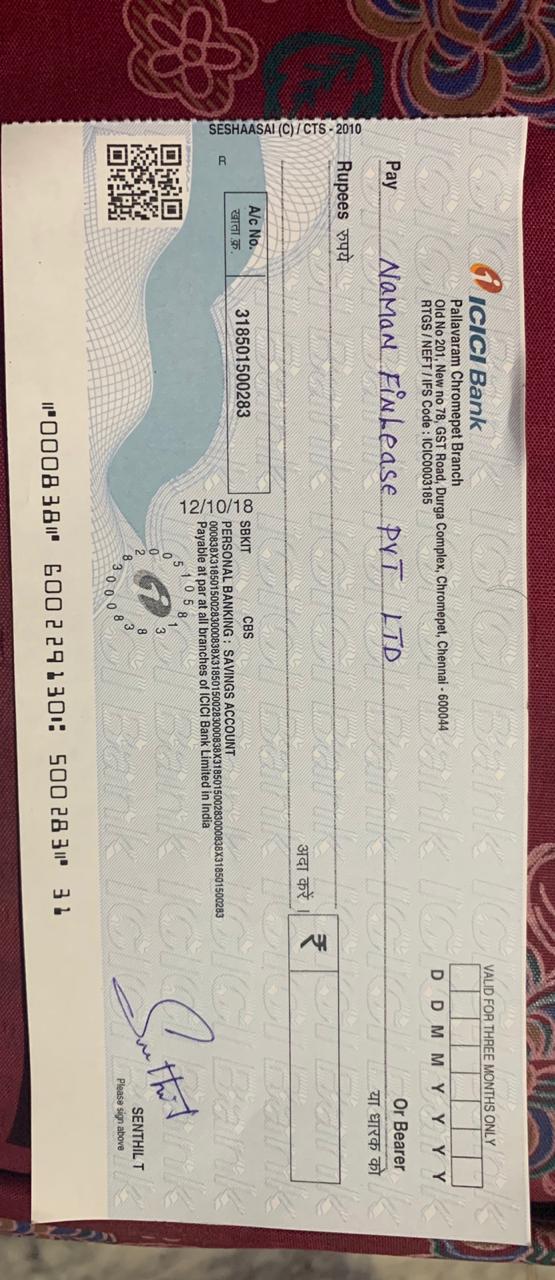 ICICI Bank
Pallavaram Chromepet Branch
Old No 201, New no 78, GST Road, Durga Complex, Chromepet, Chennai - 600044
RTGS / NEFT / IFS Code : ICIC0003185
VALID FOR THREE MONTHS ONLY
D D M M Y Y Y Y
Pay Naman Finlease PVT LTD Or Bearer
या धारक को
Rupees रुपये
अदा करें । ₹
A/c No. 318501500283
खाता क्र.
R
SBKIT CBS
12/10/18 PERSONAL BANKING : SAVINGS ACCOUNT
000838X318501500283000838X318501500283000838X318501500283000838X318501500283
Payable at par at all branches of ICICI Bank Limited in India
Senthil T
SENTHIL T
Please sign above
SESHAASAI (C) / CTS - 2010
⑈000838⑈ 600229130⑆ 500283⑈ 31